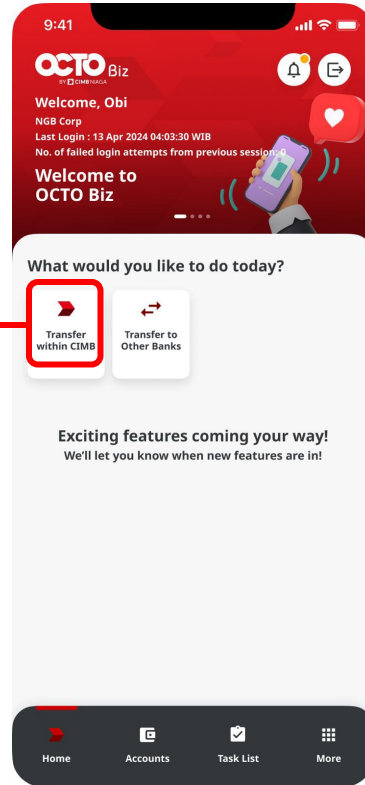 9:41
OCTO Biz
BY CIMB NIAGA
Welcome, Obi
NGB Corp
Last Login : 13 Apr 2024 04:03:30 WIB
No. of failed login attempts from previous session: 0
Welcome to
OCTO Biz
What would you like to do today?
Transfer
within CIMB
Transfer to
Other Banks
Exciting features coming your way!
We'll let you know when new features are in!
Home
Accounts
Task List
More